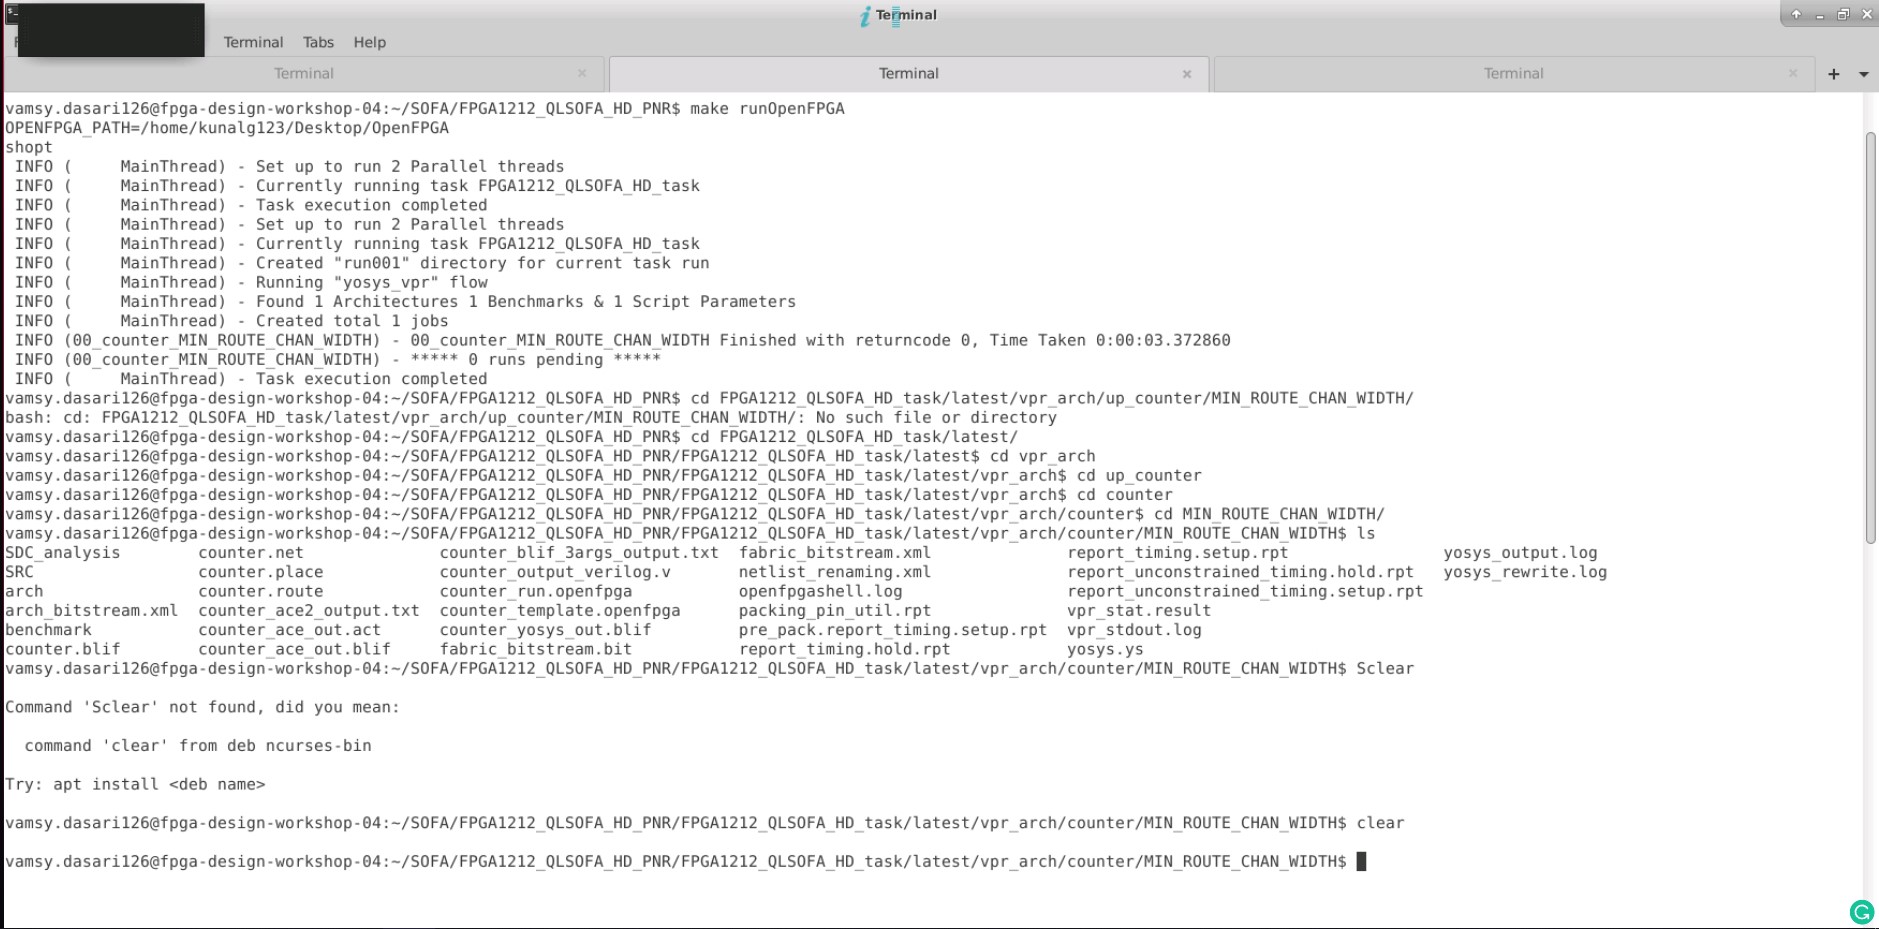 Terminal
Terminal Tabs Help
Terminal Terminal Terminal
vamsy.dasari126@fpga-design-workshop-04:~/SOFA/FPGA1212_QLSOFA_HD_PNR$ make runOpenFPGA
OPENFPGA_PATH=/home/kunalg123/Desktop/OpenFPGA
shopt
INFO (     MainThread) - Set up to run 2 Parallel threads
INFO (     MainThread) - Currently running task FPGA1212_QLSOFA_HD_task
INFO (     MainThread) - Task execution completed
INFO (     MainThread) - Set up to run 2 Parallel threads
INFO (     MainThread) - Currently running task FPGA1212_QLSOFA_HD_task
INFO (     MainThread) - Created "run001" directory for current task run
INFO (     MainThread) - Running "yosys_vpr" flow
INFO (     MainThread) - Found 1 Architectures 1 Benchmarks & 1 Script Parameters
INFO (     MainThread) - Created total 1 jobs
INFO (00_counter_MIN_ROUTE_CHAN_WIDTH) - 00_counter_MIN_ROUTE_CHAN_WIDTH Finished with returncode 0, Time Taken 0:00:03.372860
INFO (00_counter_MIN_ROUTE_CHAN_WIDTH) - ***** 0 runs pending *****
INFO (     MainThread) - Task execution completed
vamsy.dasari126@fpga-design-workshop-04:~/SOFA/FPGA1212_QLSOFA_HD_PNR$ cd FPGA1212_QLSOFA_HD_task/latest/vpr_arch/up_counter/MIN_ROUTE_CHAN_WIDTH/
bash: cd: FPGA1212_QLSOFA_HD_task/latest/vpr_arch/up_counter/MIN_ROUTE_CHAN_WIDTH/: No such file or directory
vamsy.dasari126@fpga-design-workshop-04:~/SOFA/FPGA1212_QLSOFA_HD_PNR$ cd FPGA1212_QLSOFA_HD_task/latest/
vamsy.dasari126@fpga-design-workshop-04:~/SOFA/FPGA1212_QLSOFA_HD_PNR/FPGA1212_QLSOFA_HD_task/latest$ cd vpr_arch
vamsy.dasari126@fpga-design-workshop-04:~/SOFA/FPGA1212_QLSOFA_HD_PNR/FPGA1212_QLSOFA_HD_task/latest/vpr_arch$ cd up_counter
vamsy.dasari126@fpga-design-workshop-04:~/SOFA/FPGA1212_QLSOFA_HD_PNR/FPGA1212_QLSOFA_HD_task/latest/vpr_arch$ cd counter
vamsy.dasari126@fpga-design-workshop-04:~/SOFA/FPGA1212_QLSOFA_HD_PNR/FPGA1212_QLSOFA_HD_task/latest/vpr_arch/counter$ cd MIN_ROUTE_CHAN_WIDTH/
vamsy.dasari126@fpga-design-workshop-04:~/SOFA/FPGA1212_QLSOFA_HD_PNR/FPGA1212_QLSOFA_HD_task/latest/vpr_arch/counter/MIN_ROUTE_CHAN_WIDTH$ ls
SDC_analysis counter.net counter_blif_3args_output.txt fabric_bitstream.xml report_timing.setup.rpt yosys_output.log
SRC counter.place counter_output_verilog.v netlist_renaming.xml report_unconstrained_timing.hold.rpt yosys_rewrite.log
arch counter.route counter_run.openfpga openfpgashell.log report_unconstrained_timing.setup.rpt
arch_bitstream.xml counter_ace2_output.txt counter_template.openfpga packing_pin_util.rpt vpr_stat.result
benchmark counter_ace_out.act counter_yosys_out.blif pre_pack.report_timing.setup.rpt vpr_stdout.log
counter.blif counter_ace_out.blif fabric_bitstream.bit report_timing.hold.rpt yosys.ys
vamsy.dasari126@fpga-design-workshop-04:~/SOFA/FPGA1212_QLSOFA_HD_PNR/FPGA1212_QLSOFA_HD_task/latest/vpr_arch/counter/MIN_ROUTE_CHAN_WIDTH$ Sclear
Command 'Sclear' not found, did you mean:
command 'clear' from deb ncurses-bin
Try: apt install <deb name>
vamsy.dasari126@fpga-design-workshop-04:~/SOFA/FPGA1212_QLSOFA_HD_PNR/FPGA1212_QLSOFA_HD_task/latest/vpr_arch/counter/MIN_ROUTE_CHAN_WIDTH$ clear
vamsy.dasari126@fpga-design-workshop-04:~/SOFA/FPGA1212_QLSOFA_HD_PNR/FPGA1212_QLSOFA_HD_task/latest/vpr_arch/counter/MIN_ROUTE_CHAN_WIDTH$